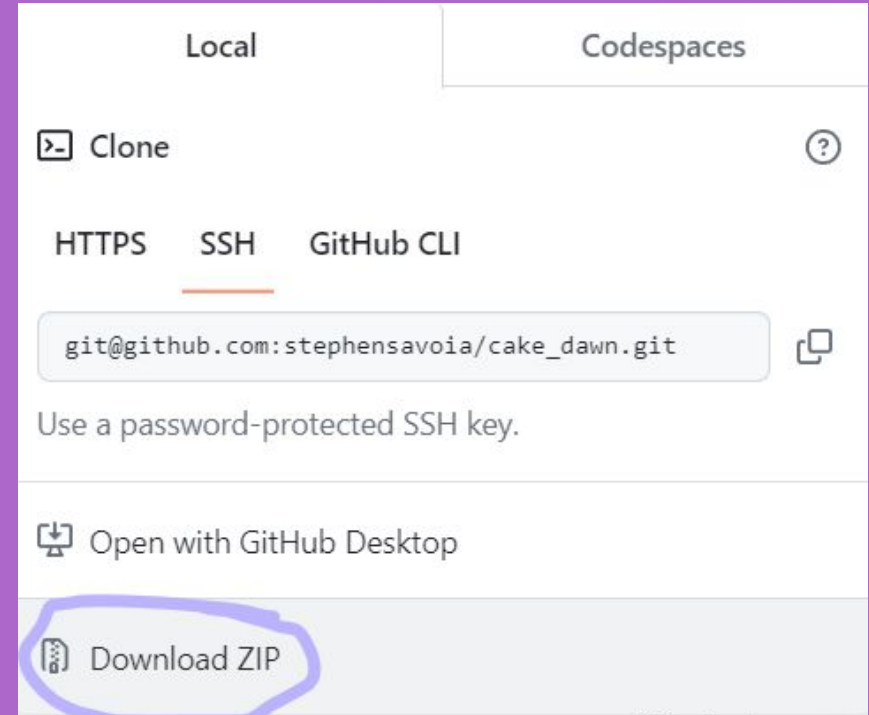 Local Codespaces
Clone
HTTPS SSH GitHub CLI
git@github.com:stephensavoia/cake_dawn.git
Use a password-protected SSH key.
Open with GitHub Desktop
Download ZIP